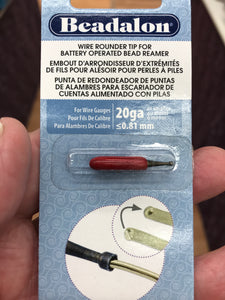 Beadalon®
WIRE ROUNDER TIP FOR
BATTERY OPERATED BEAD REAMER
EMBOUT D'ARRONDISSEUR D'EXTRÉMITÉS
DE FILS POUR ALÉSOIR POUR PERLES À PILES
PUNTA DE REDONDEADOR DE PUNTAS
DE ALAMBRES PARA ESCARIADOR DE
CUENTAS ALIMENTADO CON PILAS
For Wire Gauges
Pour Fils De Calibre
Para Alambres De Calibre
20ga
≤0.81 mm